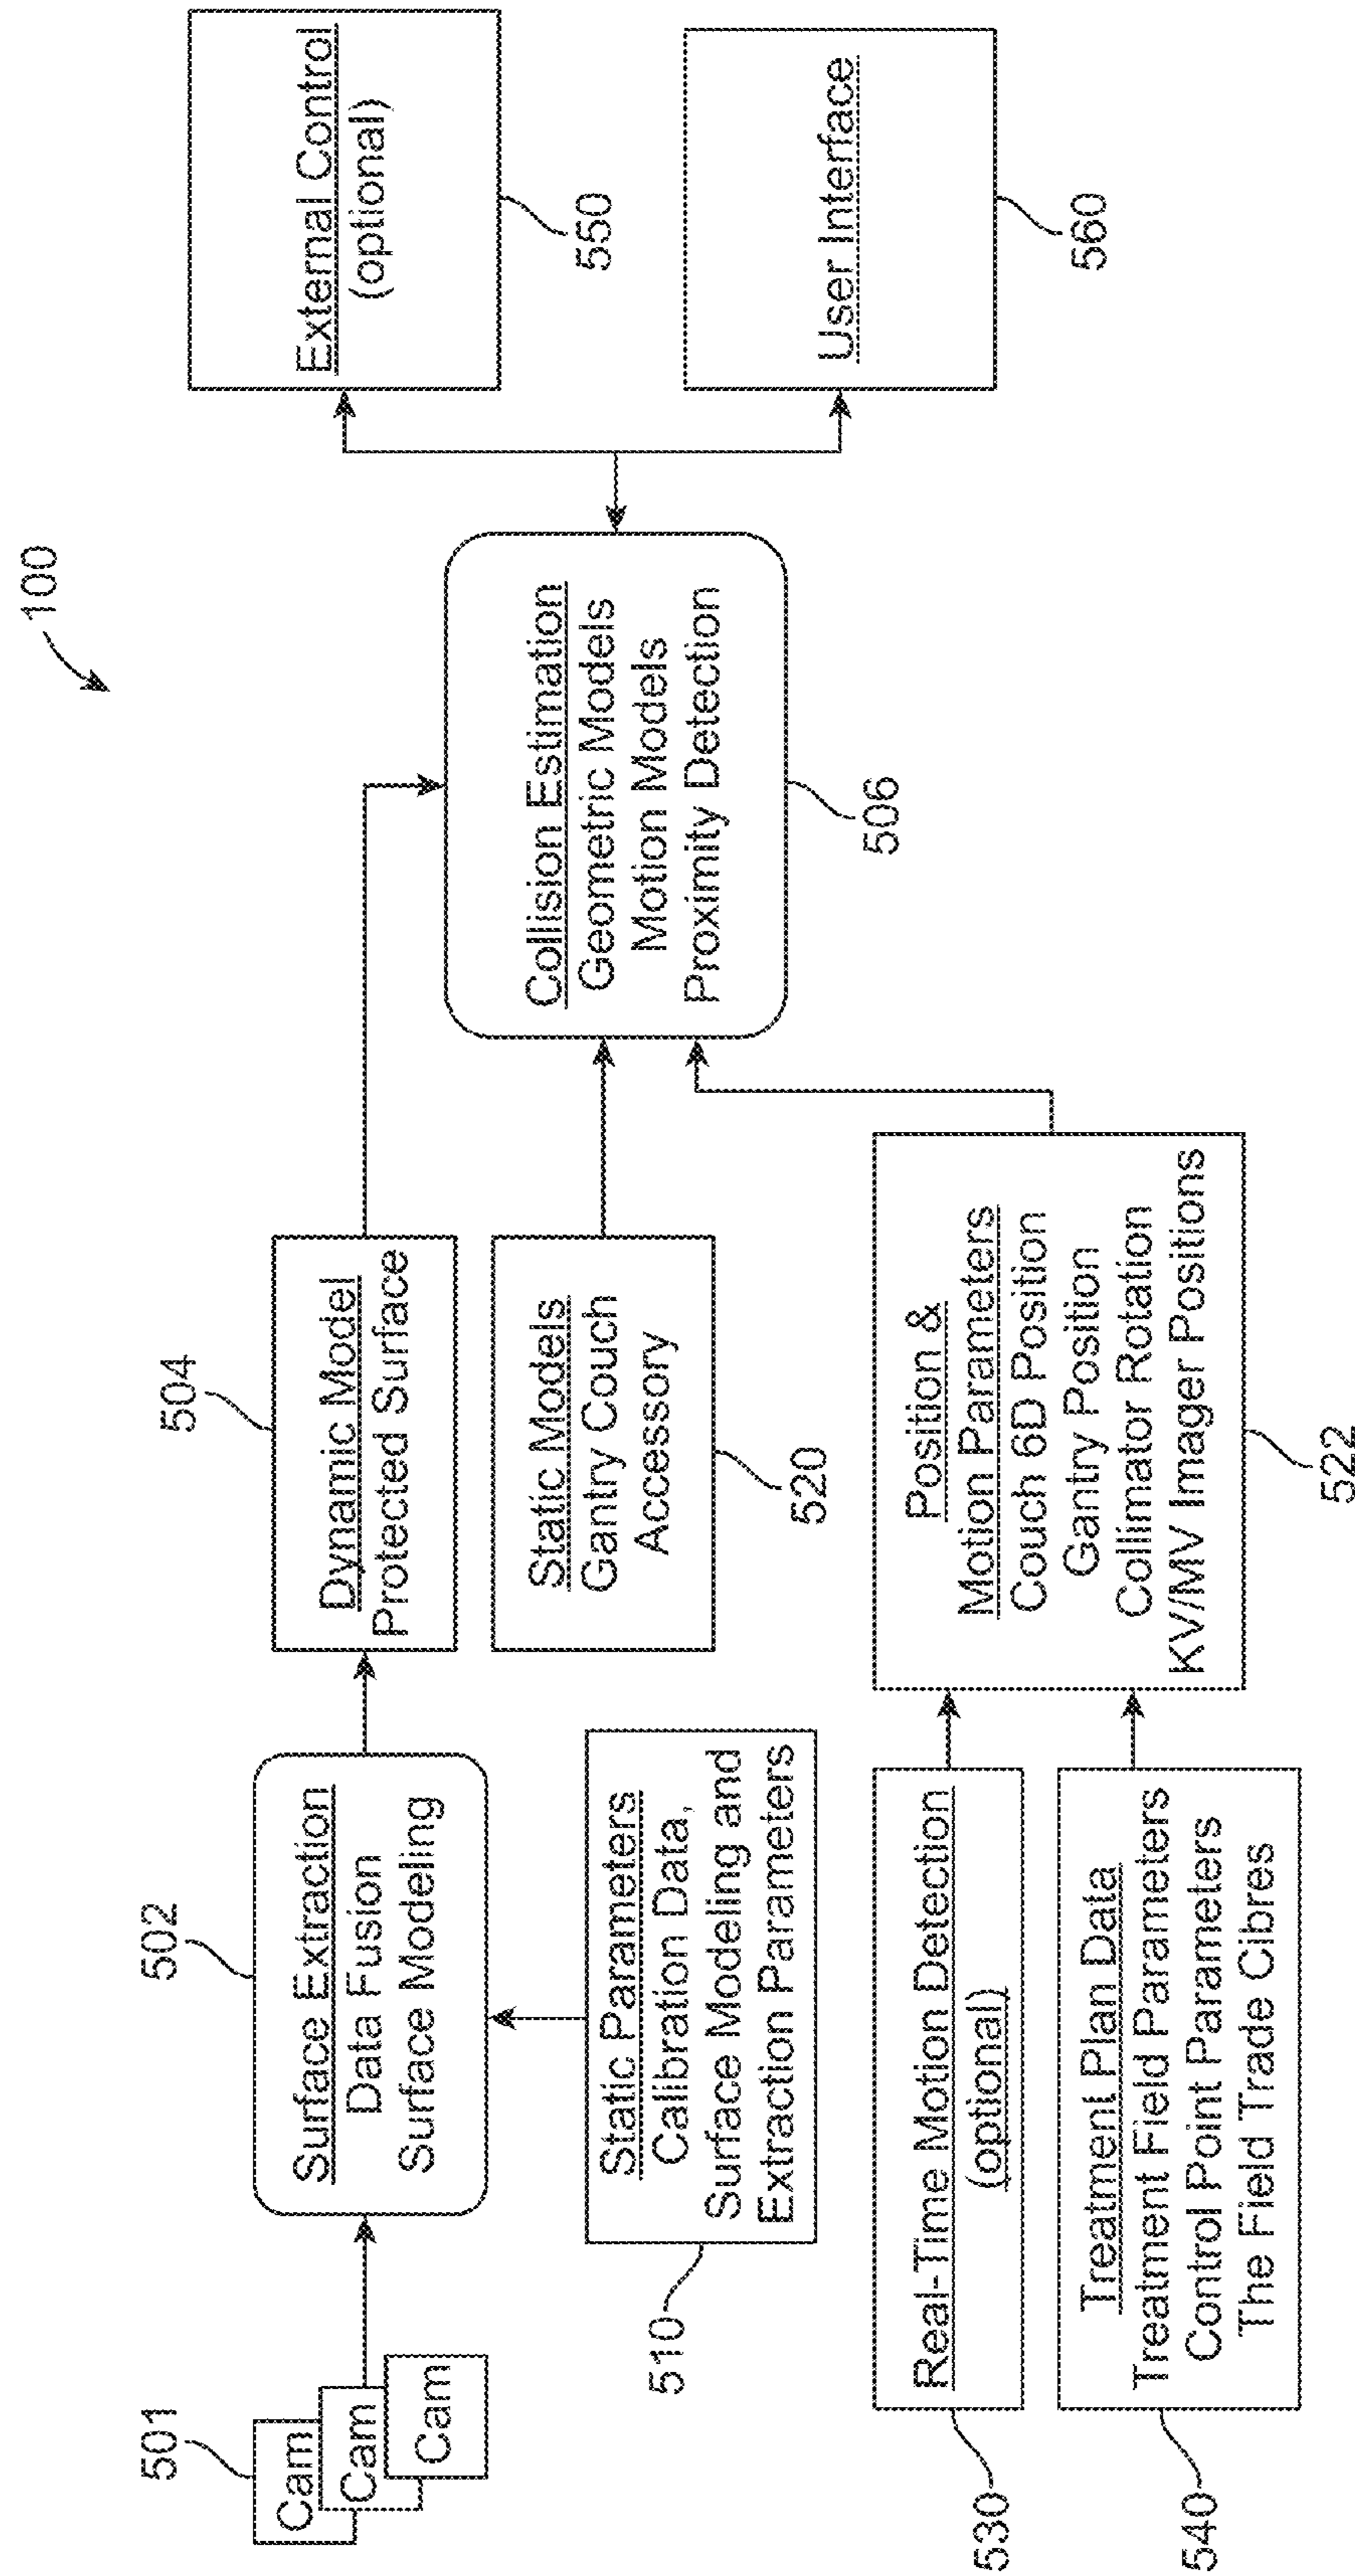 100
501
Cam
Cam
Cam
502
Surface Extraction
Data Fusion
Surface Modeling
504
Dynamic Model
Protected Surface
External Control
(optional)
550
510
Static Parameters
Calibration Data,
Surface Modeling and
Extraction Parameters
Static Models
Gantry Couch
Accessory
520
Collision Estimation
Geometric Models
Motion Models
Proximity Detection
506
User Interface
560
530
Real-Time Motion Detection
(optional)
540
Treatment Plan Data
Treatment Field Parameters
Control Point Parameters
The Field Trade Cibres
Position &
Motion Parameters
Couch 6D Position
Gantry Position
Collimator Rotation
KV/MV Imager Positions
522